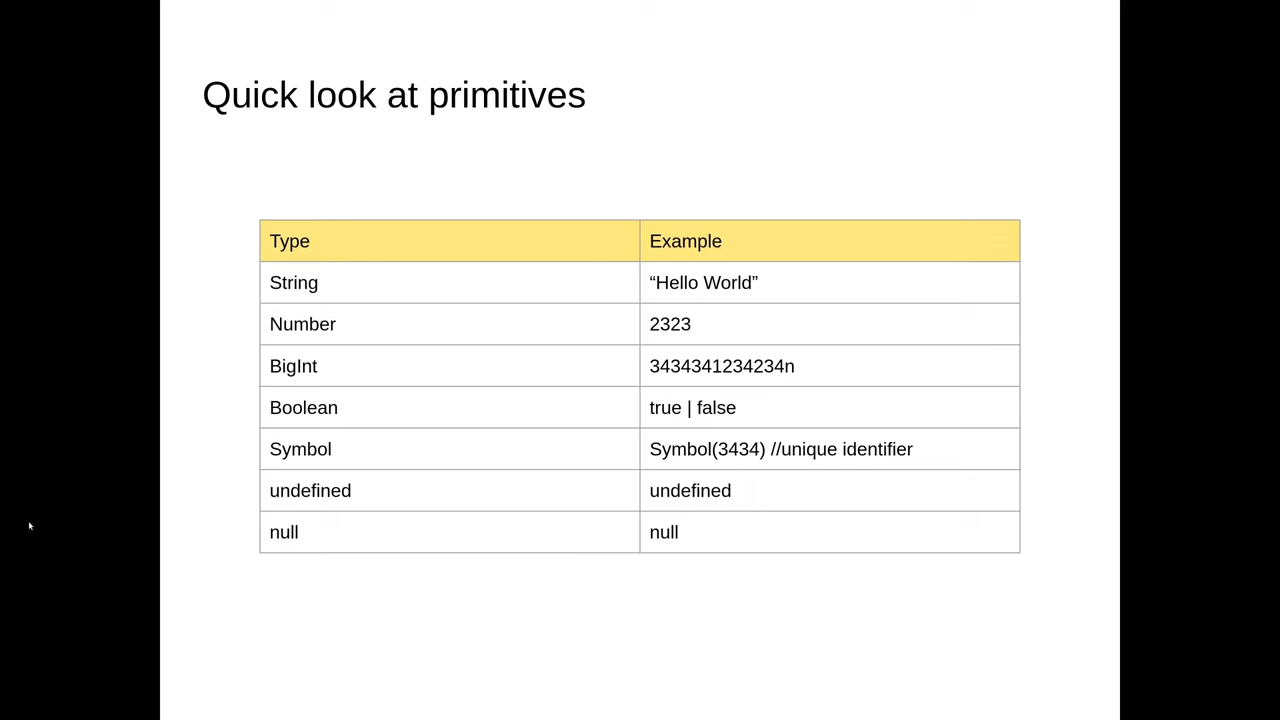 Quick look at primitives
Type Example
String “Hello World”
Number 2323
BigInt 3434341234234n
Boolean true | false
Symbol Symbol(3434) //unique identifier
undefined undefined
null null